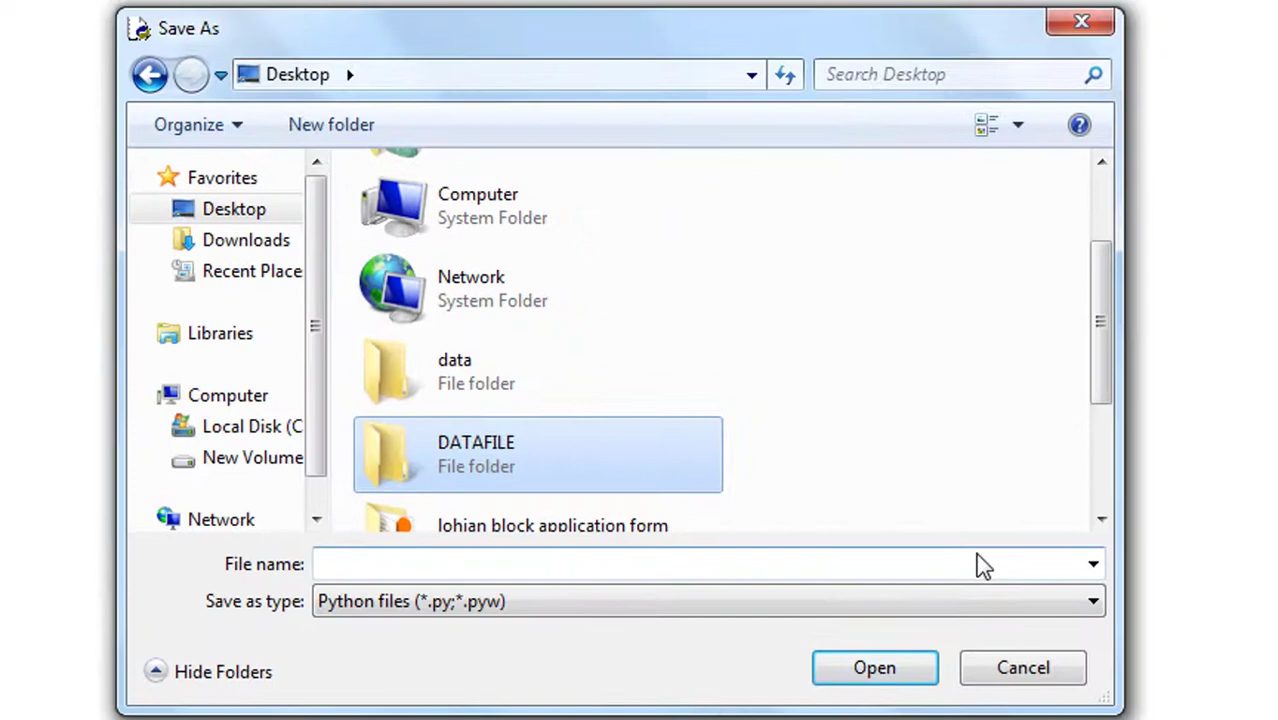 Save As
Desktop
Search Desktop
Organize
New folder
Favorites
Desktop
Downloads
Recent Place
Libraries
Computer
Local Disk (C
New Volume
Network
Computer
System Folder
Network
System Folder
data
File folder
DATAFILE
File folder
lohian block application form
File name:
Save as type:
Python files (*.py;*.pyw)
Hide Folders
Open
Cancel